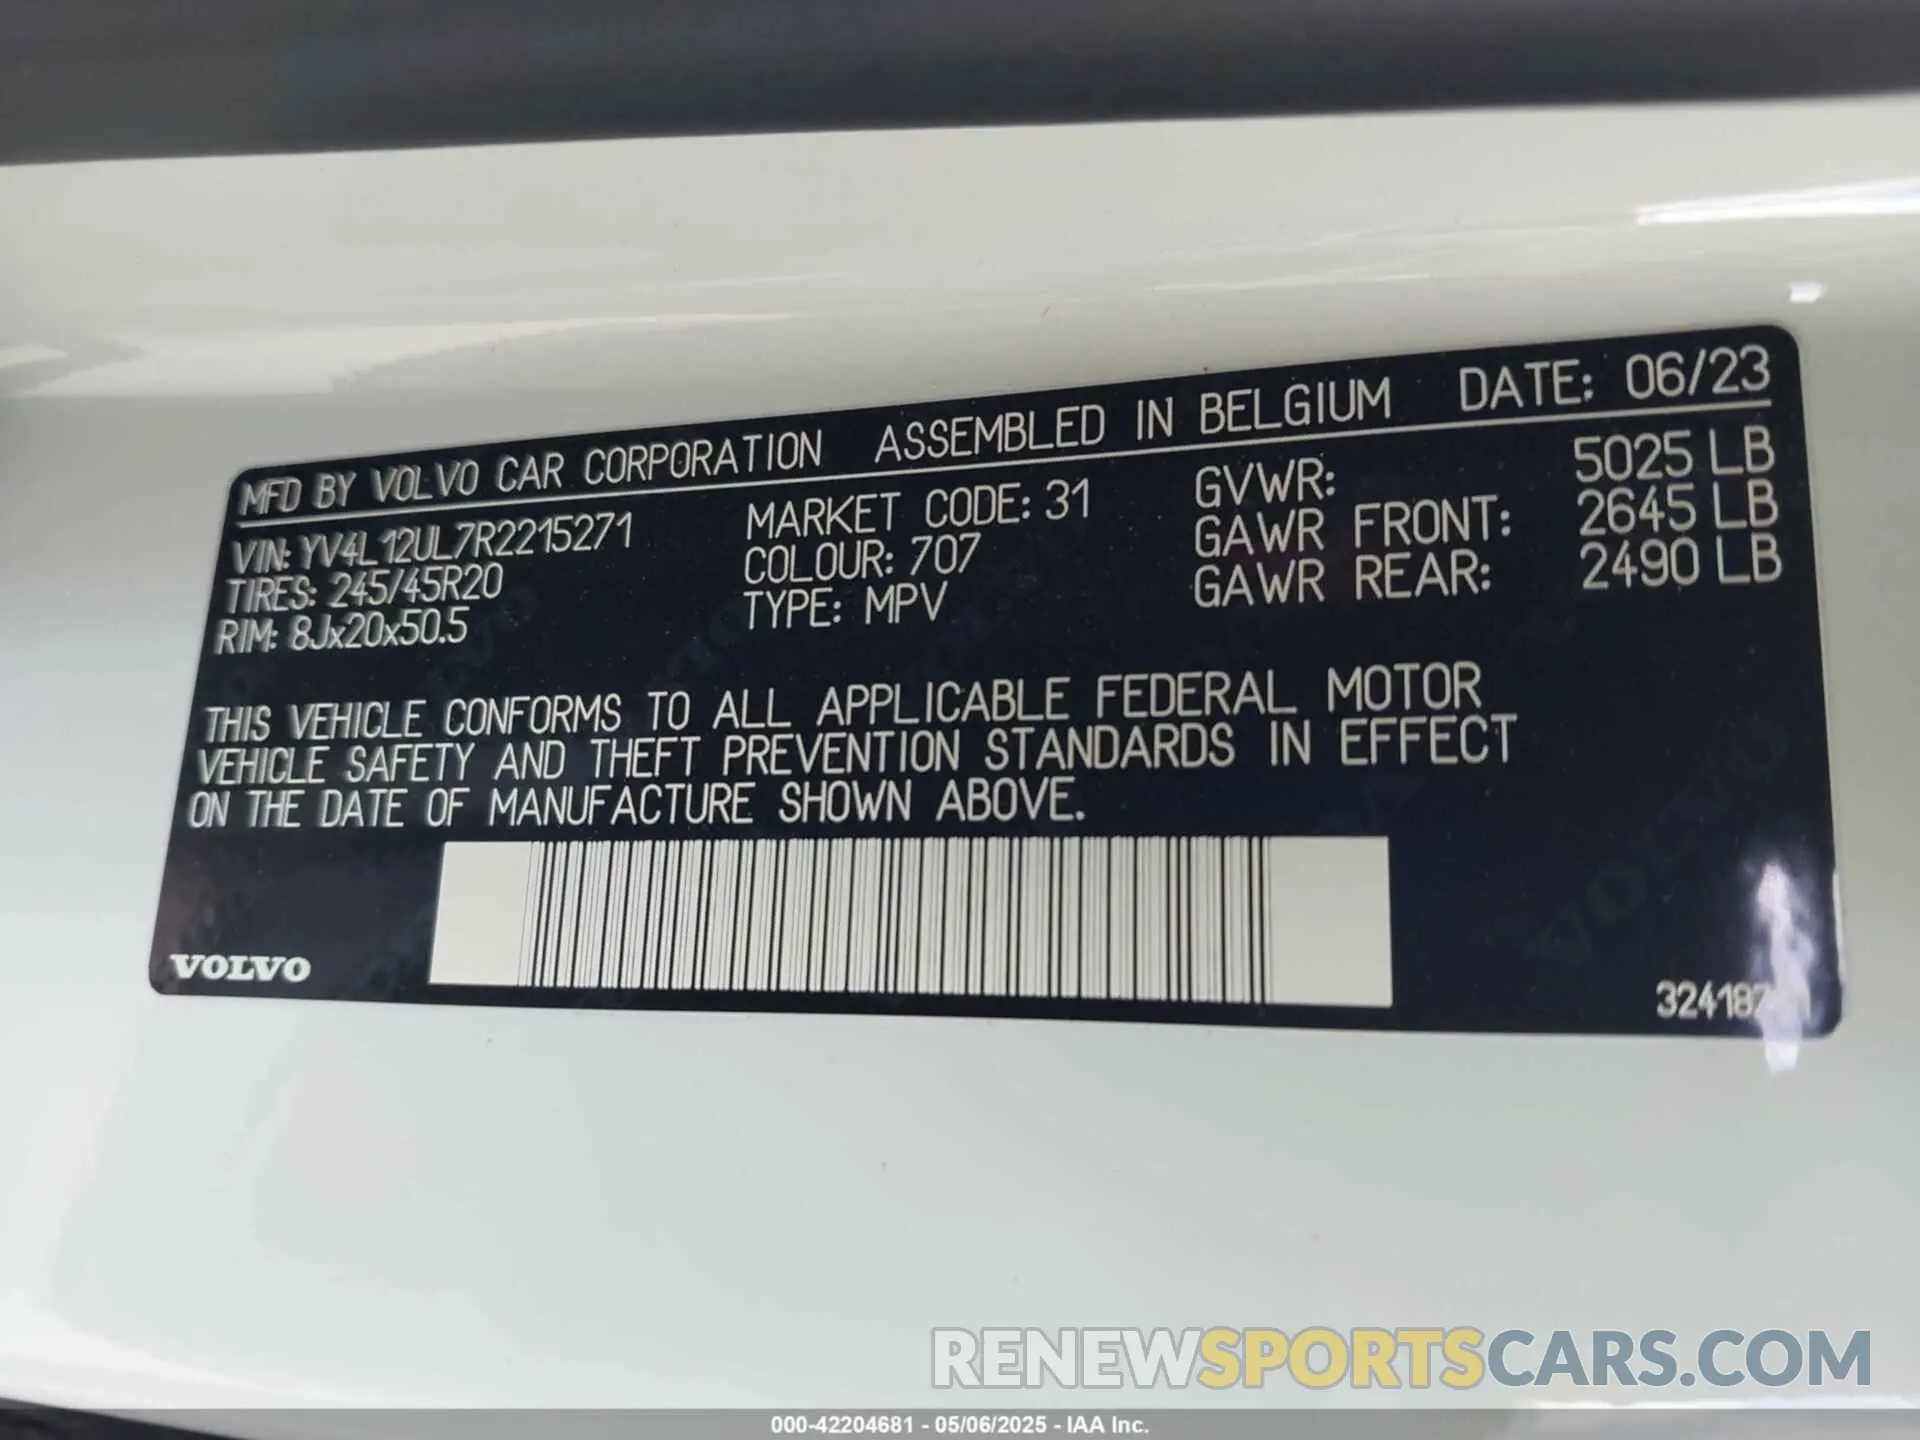 MFD BY VOLVO CAR CORPORATION ASSEMBLED IN BELGIUM DATE: 06/23
VIN: YV4L12UL7R2215271 MARKET CODE: 31 GVWR: 5025 LB
TIRES: 245/45R20 COLOUR: 707 GAWR FRONT: 2645 LB
RIM: 8Jx20x50.5 TYPE: MPV GAWR REAR: 2490 LB
THIS VEHICLE CONFORMS TO ALL APPLICABLE FEDERAL MOTOR
VEHICLE SAFETY AND THEFT PREVENTION STANDARDS IN EFFECT
ON THE DATE OF MANUFACTURE SHOWN ABOVE.
VOLVO
RENEWSPORTSCARS.COM
000-42204681 - 05/06/2025 - IAA Inc.